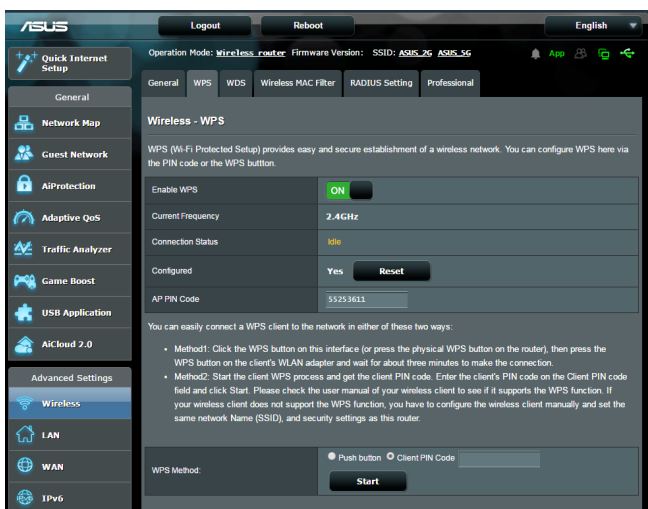 ASUS
Logout Reboot English
Quick Internet
Setup
Operation Mode: Wireless router Firmware Version: SSID: ASUS_2G ASUS_5G
App
General WPS WDS Wireless MAC Filter RADIUS Setting Professional
General
Network Map
Guest Network
AiProtection
Adaptive QoS
Traffic Analyzer
Game Boost
USB Application
AiCloud 2.0
Advanced Settings
Wireless
LAN
WAN
IPv6
Wireless - WPS
WPS (Wi-Fi Protected Setup) provides easy and secure establishment of a wireless network. You can configure WPS here via
the PIN code or the WPS buttton.
Enable WPS ON
Current Frequency 2.4GHz
Connection Status Idle
Configured Yes Reset
AP PIN Code 55253611
You can easily connect a WPS client to the network in either of these two ways:
• Method1: Click the WPS button on this interface (or press the physical WPS button on the router), then press the
WPS button on the client's WLAN adapter and wait for about three minutes to make the connection.
• Method2: Start the client WPS process and get the client PIN code. Enter the client's PIN code on the Client PIN code
field and click Start. Please check the user manual of your wireless client to see if it supports the WPS function. If
your wireless client does not support the WPS function, you have to configure the wireless client manually and set the
same network Name (SSID), and security settings as this router.
WPS Method: Push button Client PIN Code
Start